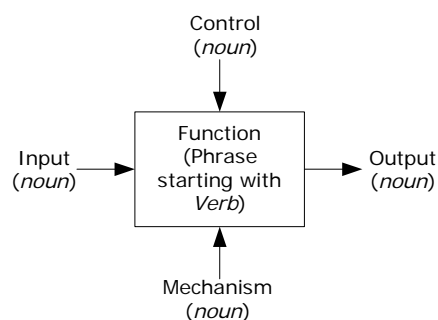 Control
(noun)
Function
(Phrase
starting with
Verb)
Input
(noun)
Output
(noun)
Mechanism
(noun)